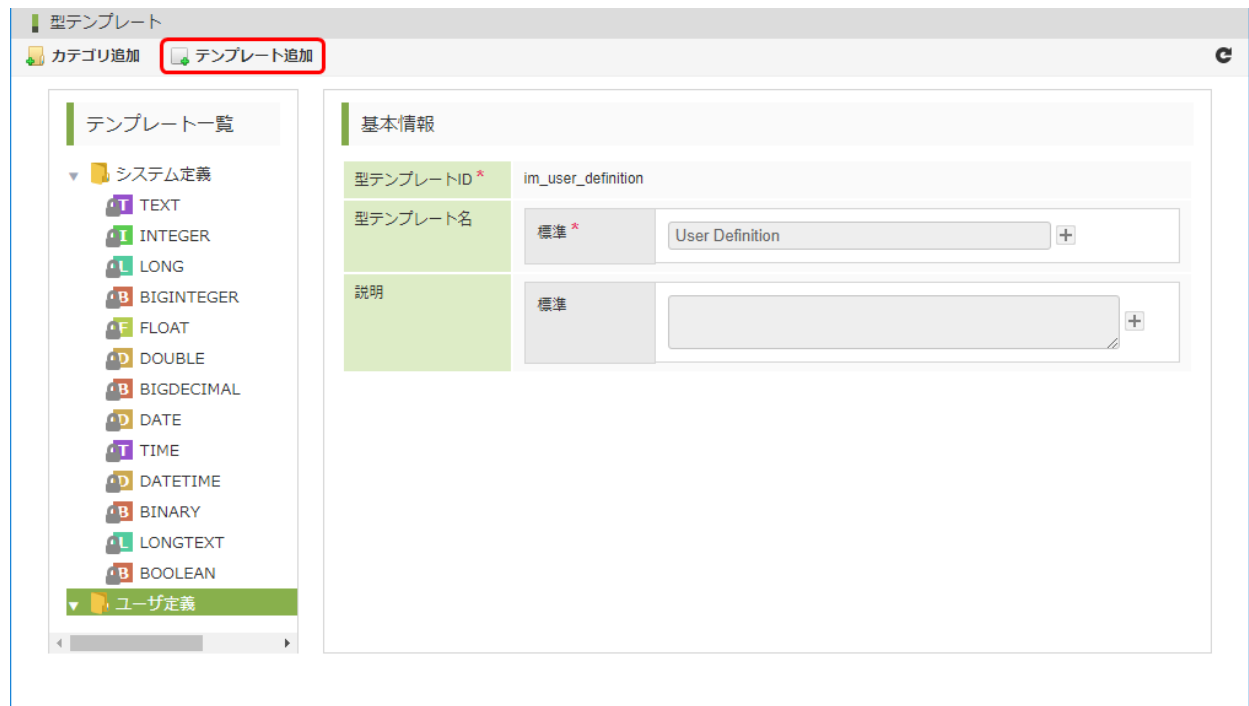 型テンプレート
カテゴリ追加 テンプレート追加
テンプレート一覧
システム定義
TEXT
INTEGER
LONG
BIGINTEGER
FLOAT
DOUBLE
BIGDECIMAL
DATE
TIME
DATETIME
BINARY
LONGTEXT
BOOLEAN
ユーザ定義
基本情報
型テンプレートID * im_user_definition
型テンプレート名 標準 * User Definition
説明 標準